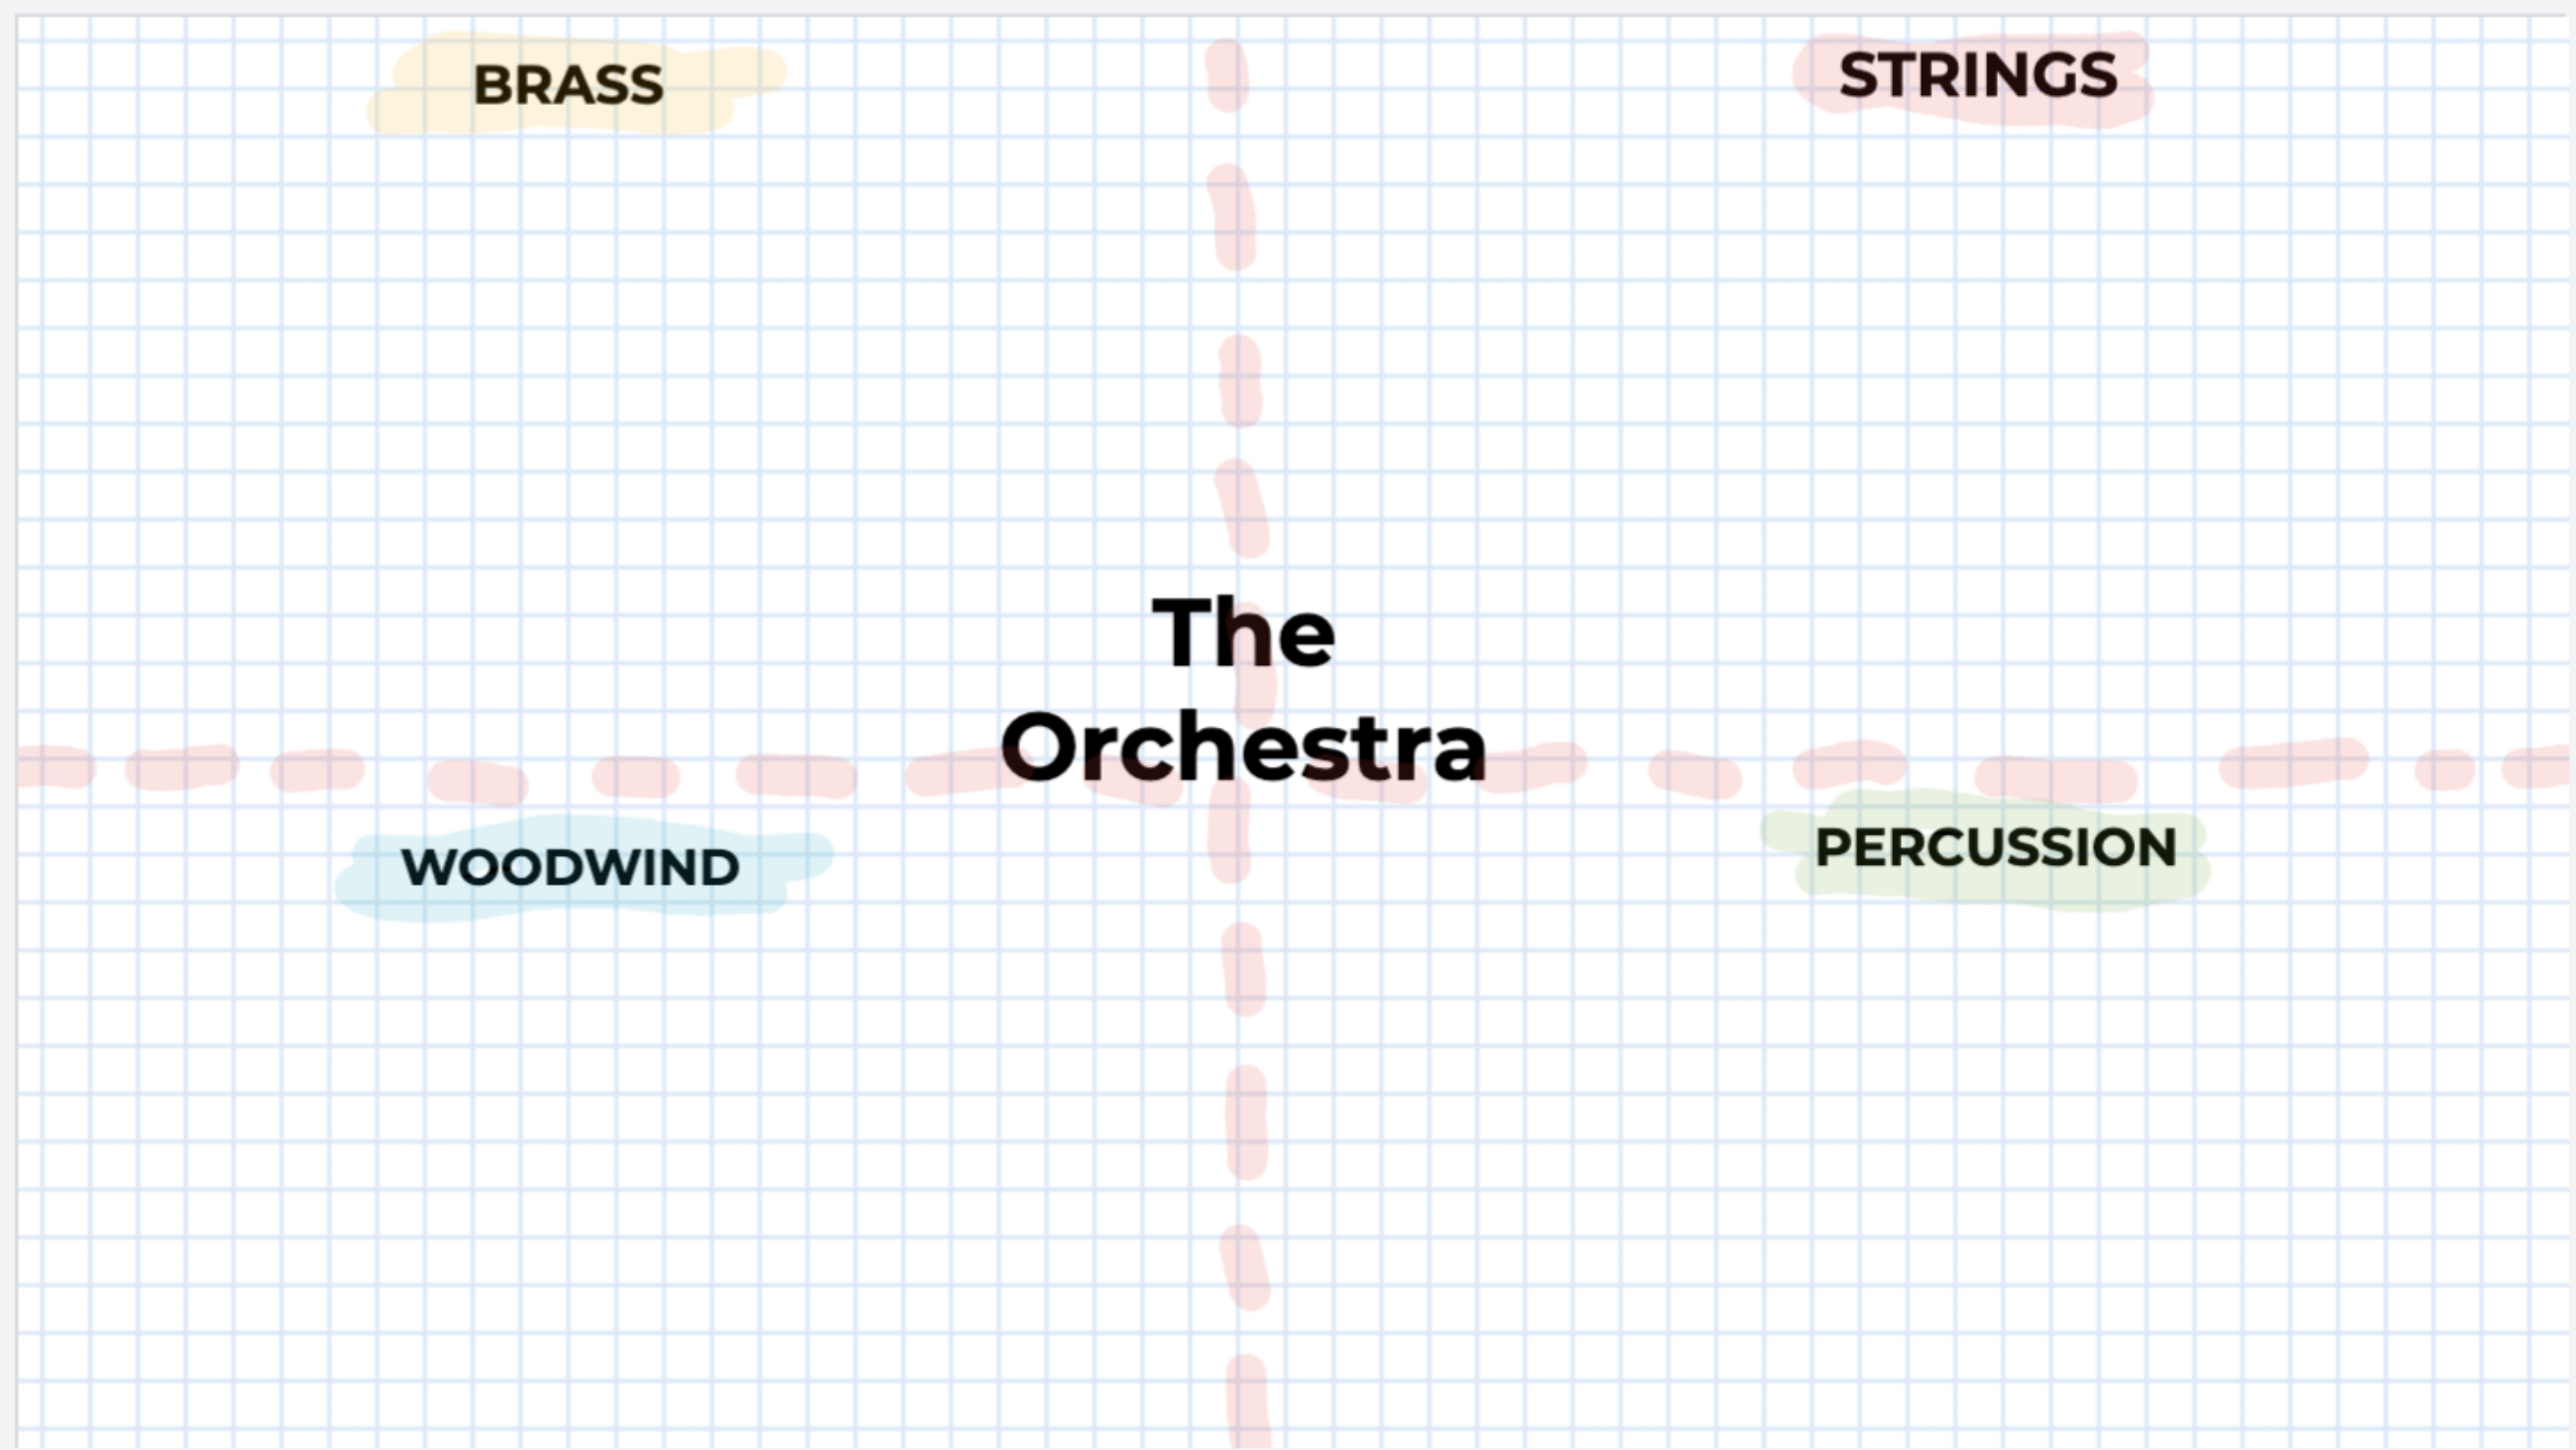 BRASS
STRINGS
The
Orchestra
WOODWIND
PERCUSSION